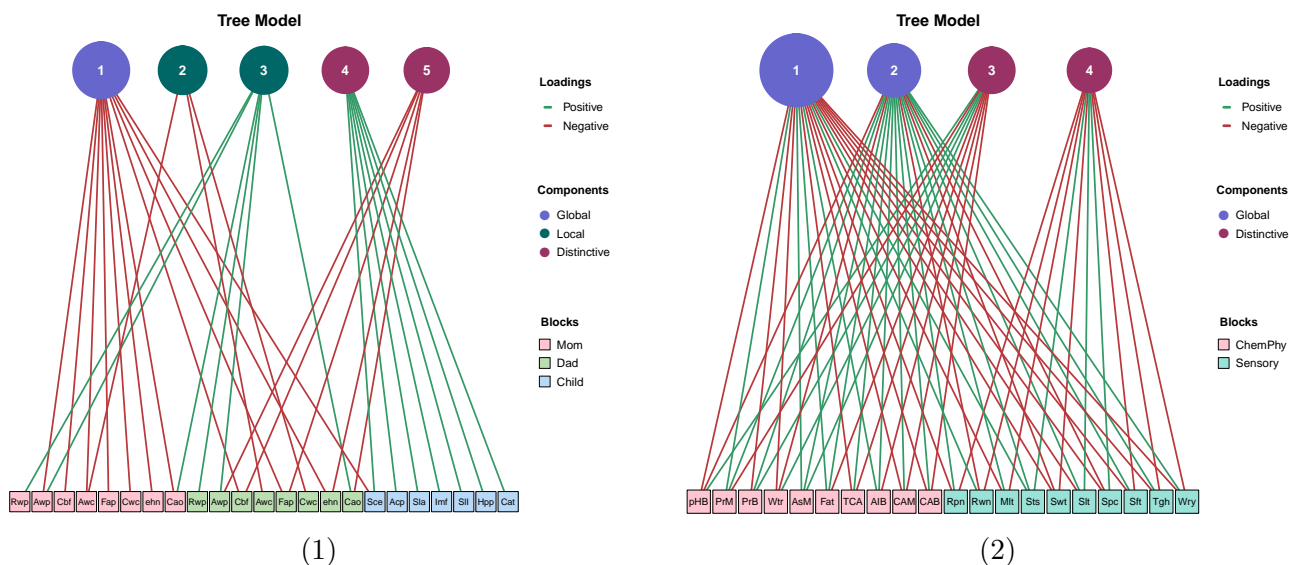 Tree Model
1 2 3 4 5
Loadings
Positive
Negative
Components
Global
Local
Distinctive
Blocks
Mom
Dad
Child
Rwp Awp Cbf Awc Fap Cwc ehn Cao Rwp Awp Cbf Awc Fap Cwc ehn Cao Sce Acp Sla Imf Sll Hpp Cat
(1)
Tree Model
1 2 3 4
Loadings
Positive
Negative
Components
Global
Distinctive
Blocks
ChemPhy
Sensory
pHB PrM PrB Wtr AsM Fat TCA AIB CAM CAB Rpn Rwn Mlt Sts Swt Slt Spc Sft Tgh Wry
(2)